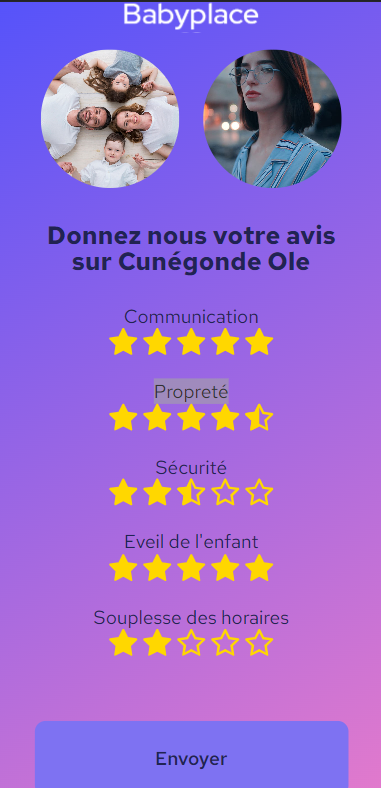 Babyplace
Donnez nous votre avis
sur Cunégonde Ole
Communication
Propreté
Sécurité
Eveil de l'enfant
Souplesse des horaires
Envoyer